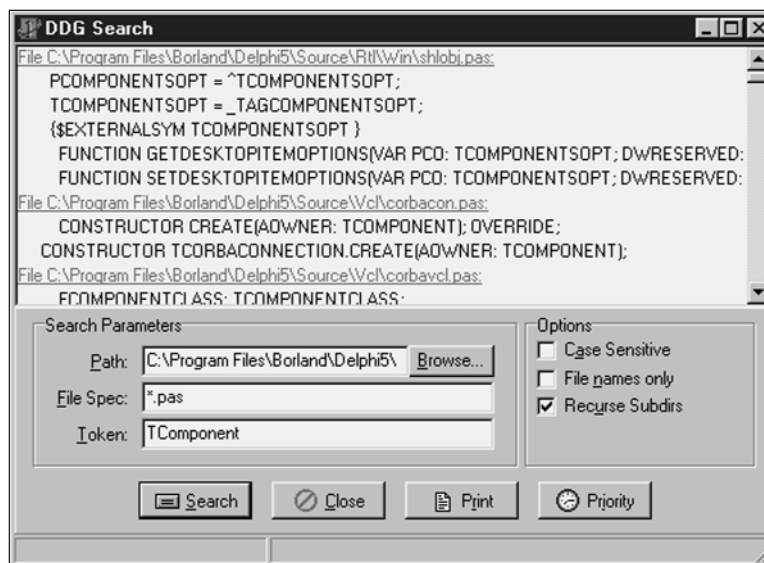 DDG Search
File C:\Program Files\Borland\Delphi5\Source\Rtl\Win\shlobj.pas:
PCOMPONENTSOPT = ^TCOMPONENTSOPT;
TCOMPONENTSOPT = _TAGCOMPONENTSOPT;
{$EXTERNALSYM TCOMPONENTSOPT }
FUNCTION GETDESKTOPITEMOPTIONS(VAR PCO: TCOMPONENTSOPT; DWRESERVED:
FUNCTION SETDESKTOPITEMOPTIONS(VAR PCO: TCOMPONENTSOPT; DWRESERVED:
File C:\Program Files\Borland\Delphi5\Source\Vcl\corbacon.pas:
CONSTRUCTOR CREATE(AOWNER: TCOMPONENT); OVERRIDE;
CONSTRUCTOR TCORBACONNECTION.CREATE(AOWNER: TCOMPONENT);
File C:\Program Files\Borland\Delphi5\Source\Vcl\corbavcl.pas:
FCOMPONENTCLASS: TCOMPONENTCLASS;
Search Parameters
Path: C:\Program Files\Borland\Delphi5\ Browse...
File Spec: *.pas
Token: TComponent
Options
Case Sensitive
File names only
Recurse Subdirs
Search Close Print Priority